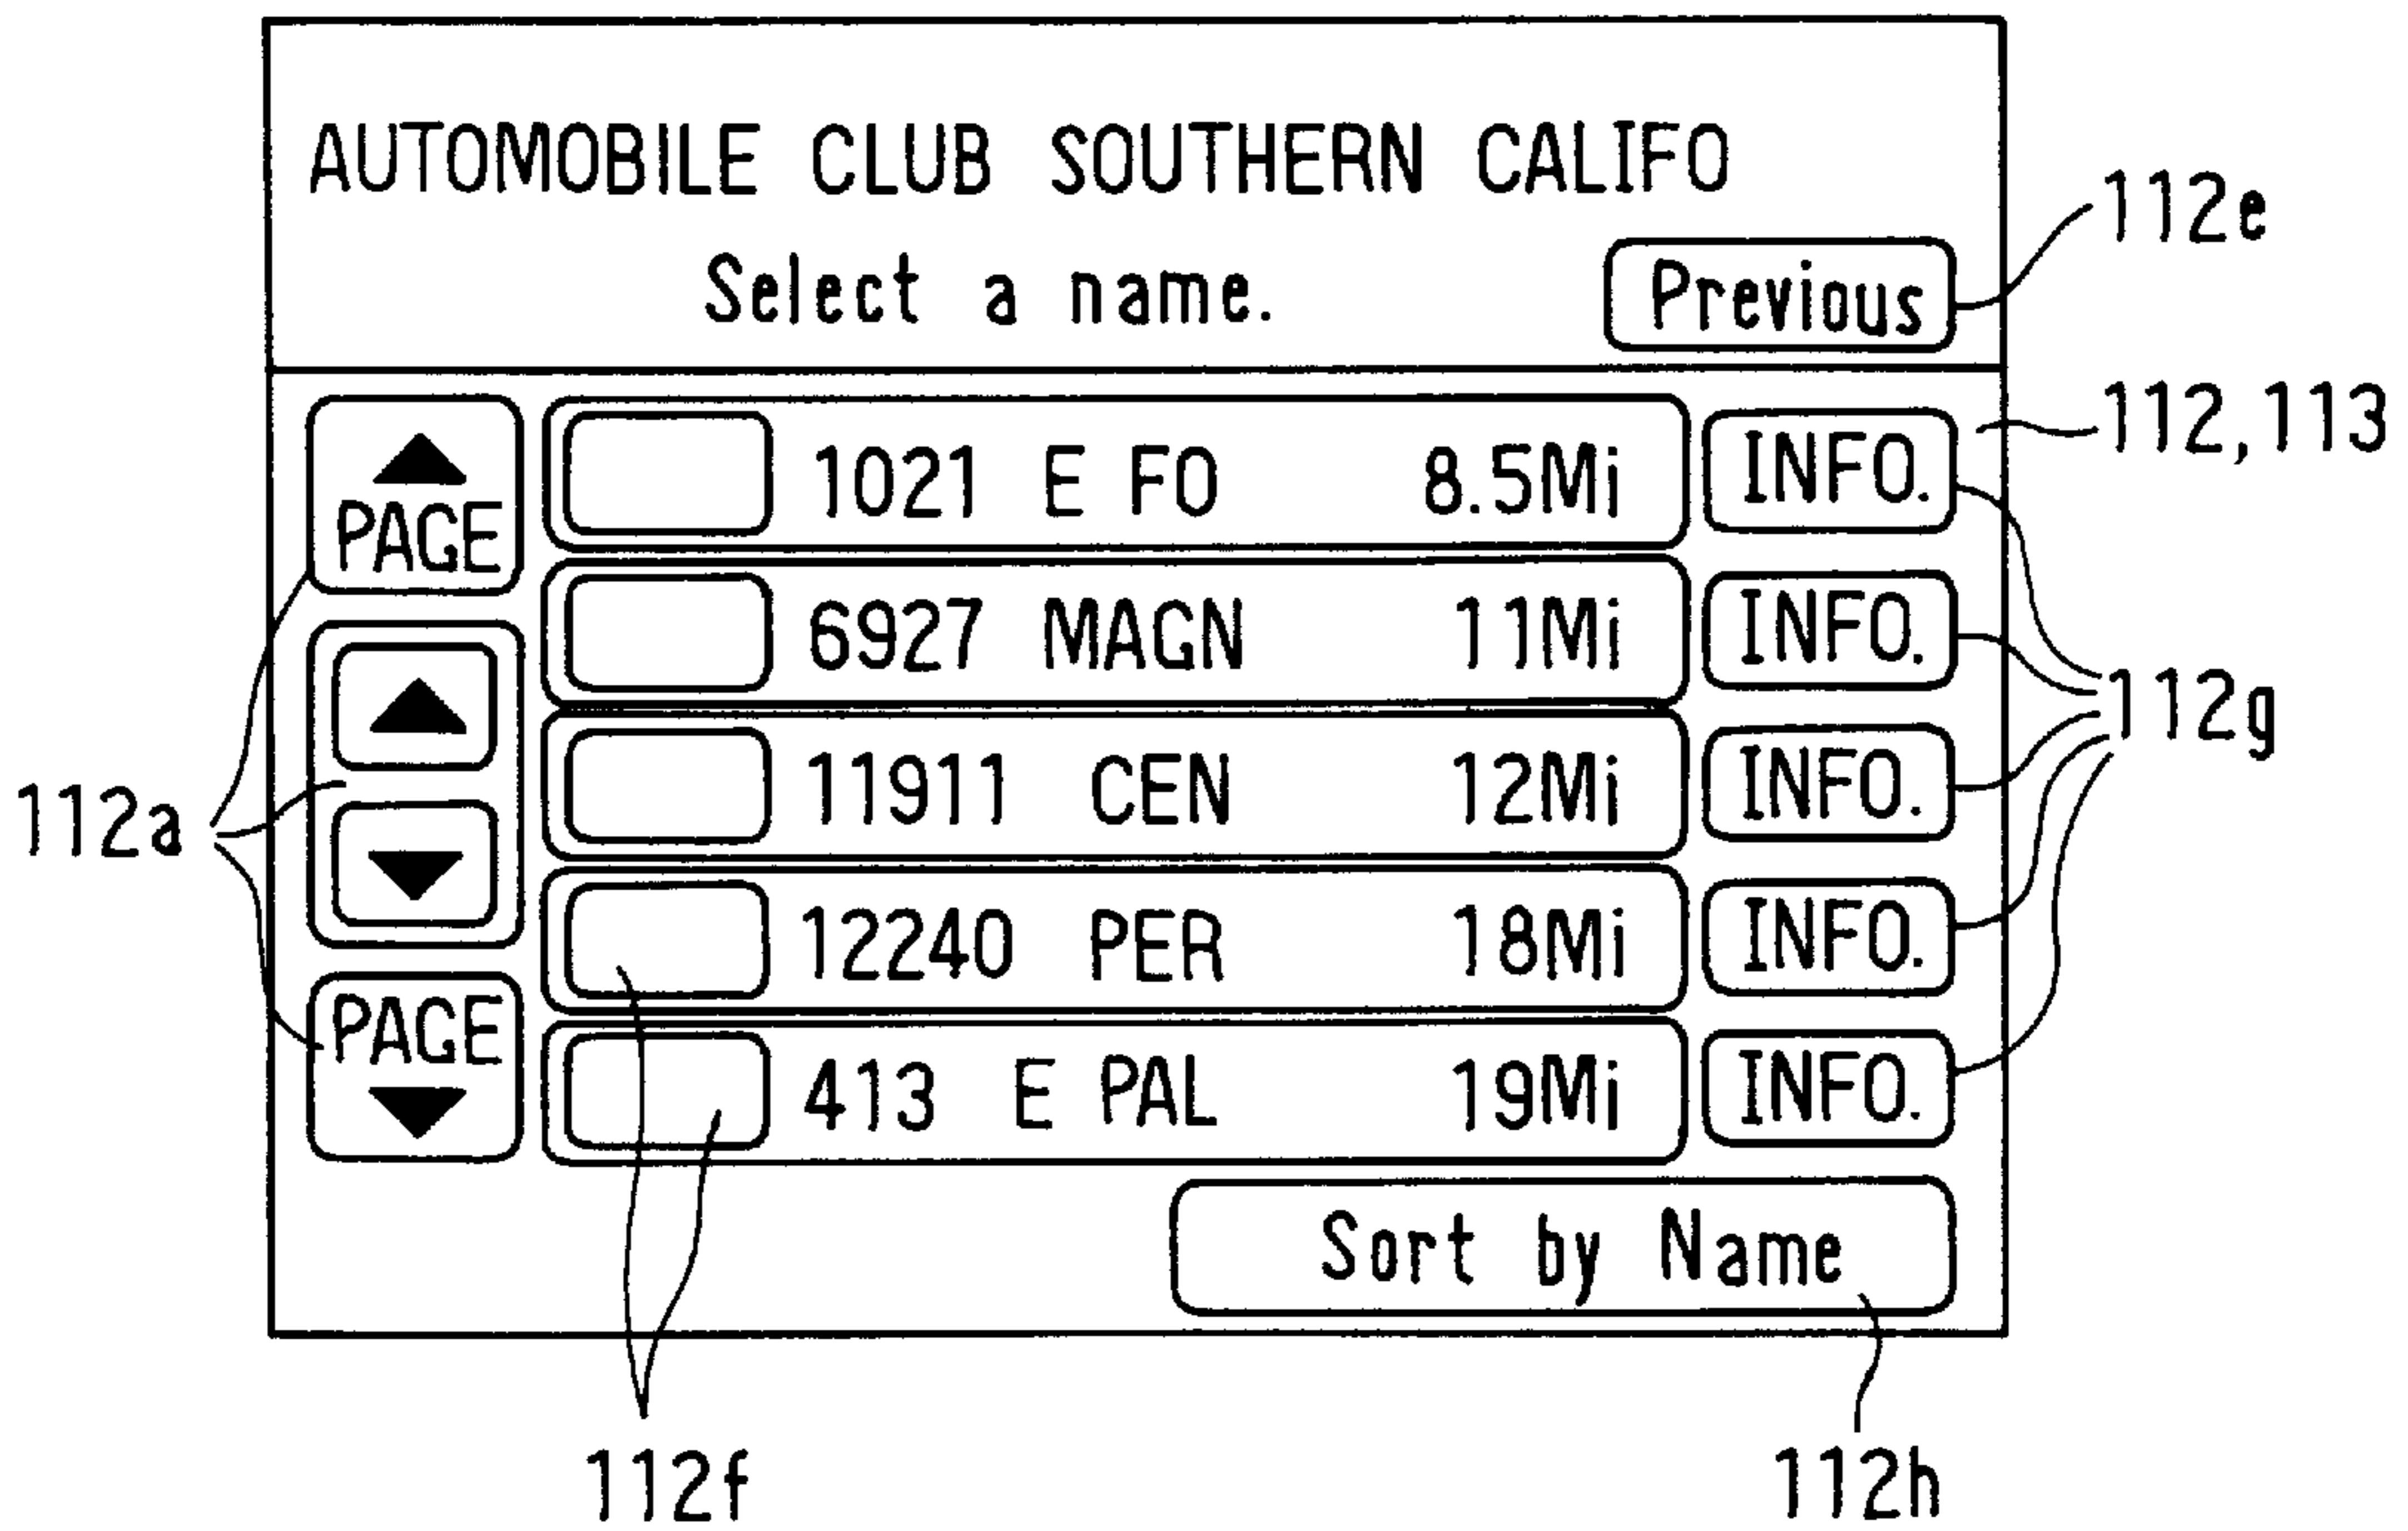 AUTOMOBILE CLUB SOUTHERN CALIFO
112e
Select a name.
Previous
112,113
PAGE
1021 E FO 8.5Mi INFO.
6927 MAGN 11Mi INFO.
112g
11911 CEN 12Mi INFO.
112a
12240 PER 18Mi INFO.
PAGE
413 E PAL 19Mi INFO.
Sort by Name
112f
112h